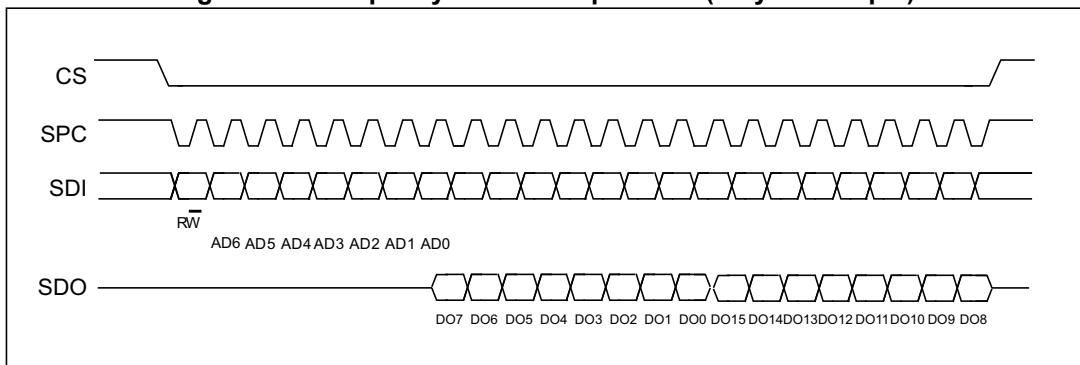 CS
SPC
SDI
RW
AD6 AD5 AD4 AD3 AD2 AD1 AD0
SDO
DO7 DO6 DO5 DO4 DO3 DO2 DO1 DO0 DO15 DO14 DO13 DO12 DO11 DO10 DO9 DO8